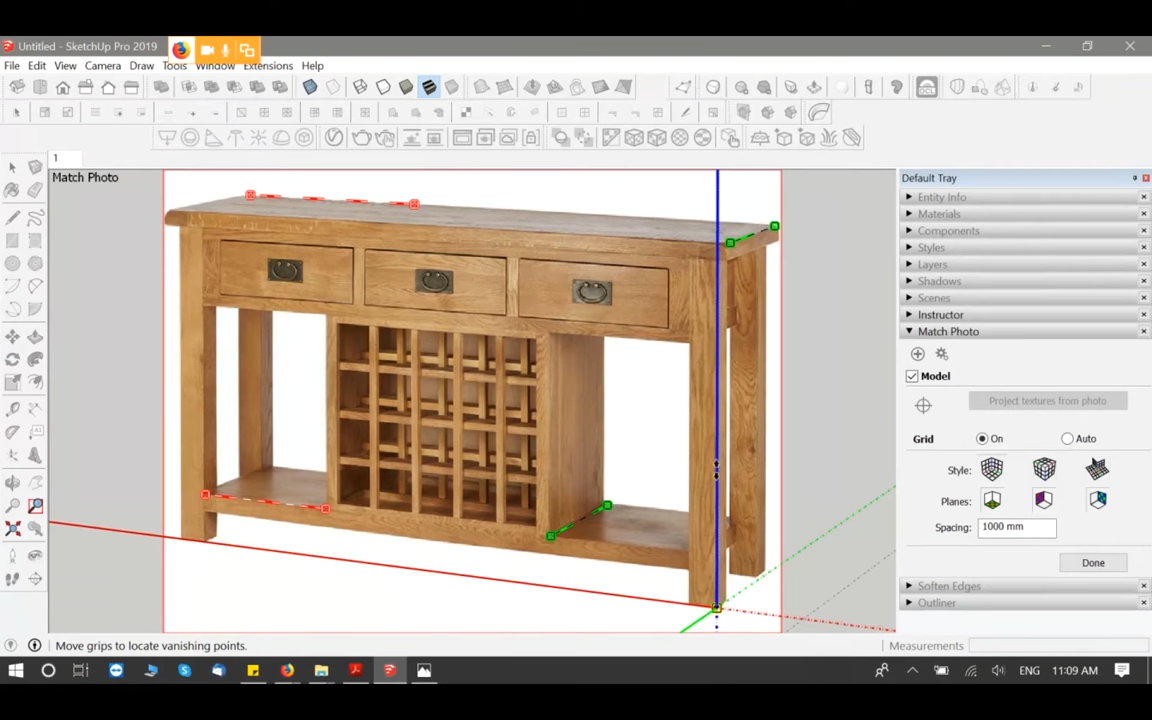 Untitled - SketchUp Pro 2019
File Edit View Camera Draw Tools Window Extensions Help
1
Match Photo
Default Tray
Entity Info
Materials
Components
Styles
Layers
Shadows
Scenes
Instructor
Match Photo
Model
Project textures from photo
Grid On Auto
Style:
Planes:
Spacing: 1000 mm
Done
Soften Edges
Outliner
Move grips to locate vanishing points.
Measurements
ENG 11:09 AM